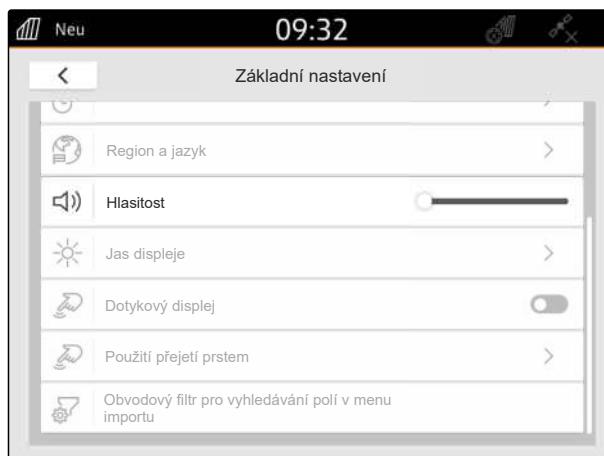 Neu
09:32
Základní nastavení
Region a jazyk
Hlasitost
Jas displeje
Dotykový displej
Použití přejetí prstem
Obvodový filtr pro vyhledávání polí v menu
importu